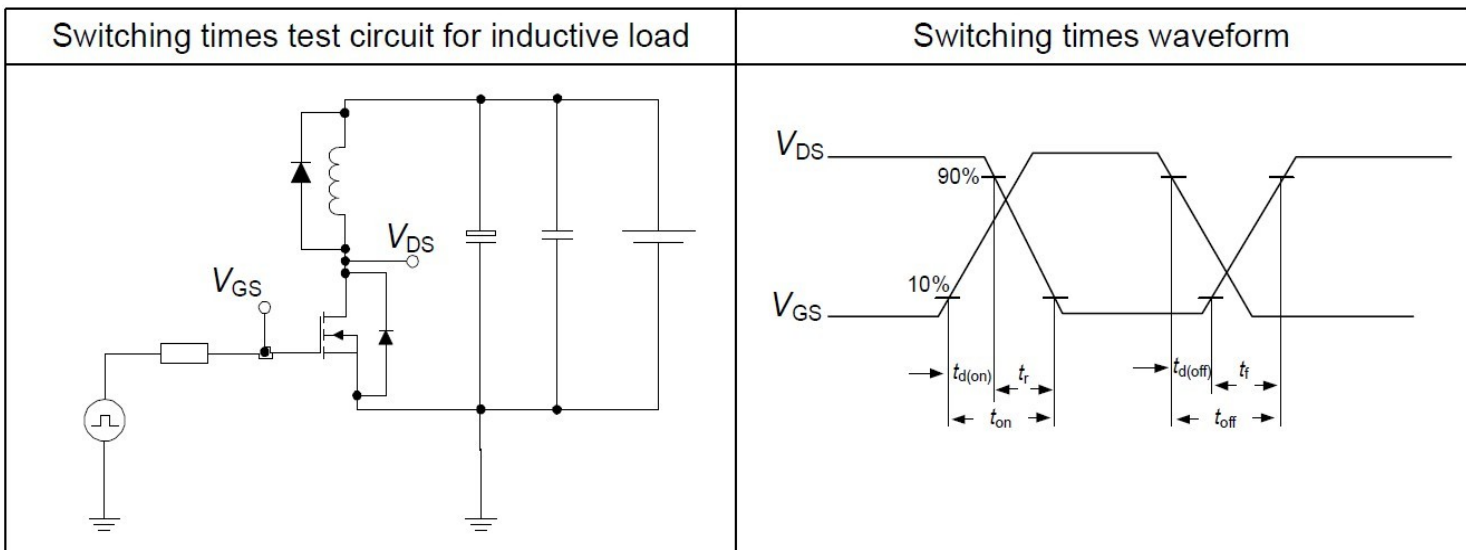 Switching times test circuit for inductive load
Switching times waveform
VDS
VGS
VDS
90%
10%
VGS
td(on) tr td(off) tf
ton toff